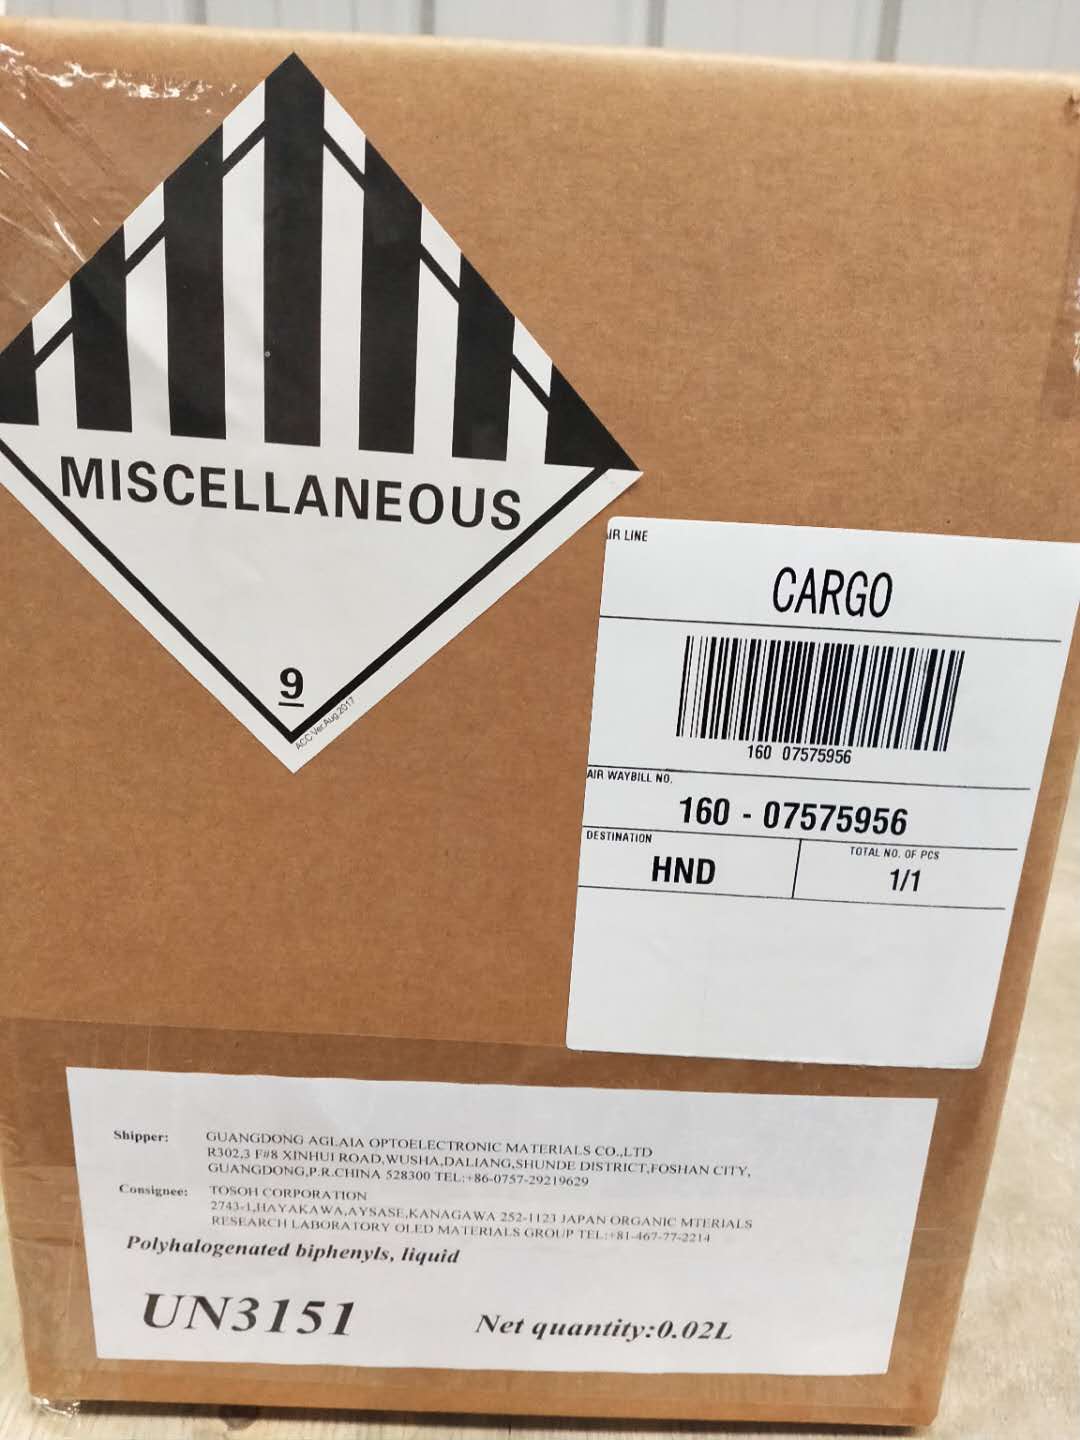 MISCELLANEOUS
9
ACC Ver.Aug.2017
IR LINE
CARGO
160 07575956
AIR WAYBILL NO.
160 - 07575956
DESTINATION
HND
TOTAL NO. OF PCS
1/1
Shipper: GUANGDONG AGLAIA OPTOELECTRONIC MATERIALS CO.,LTD
R302,3 F#8 XINHUI ROAD,WUSHA,DALIANG,SHUNDE DISTRICT,FOSHAN CITY,
GUANGDONG,P.R.CHINA 528300 TEL:+86-0757-29219629
Consignee: TOSOH CORPORATION
2743-1,HAYAKAWA,AYSASE,KANAGAWA 252-1123 JAPAN ORGANIC MTERIALS
RESEARCH LABORATORY OLED MATERIALS GROUP TEL:+81-467-77-2214
Polyhalogenated biphenyls, liquid
UN3151 Net quantity:0.02L